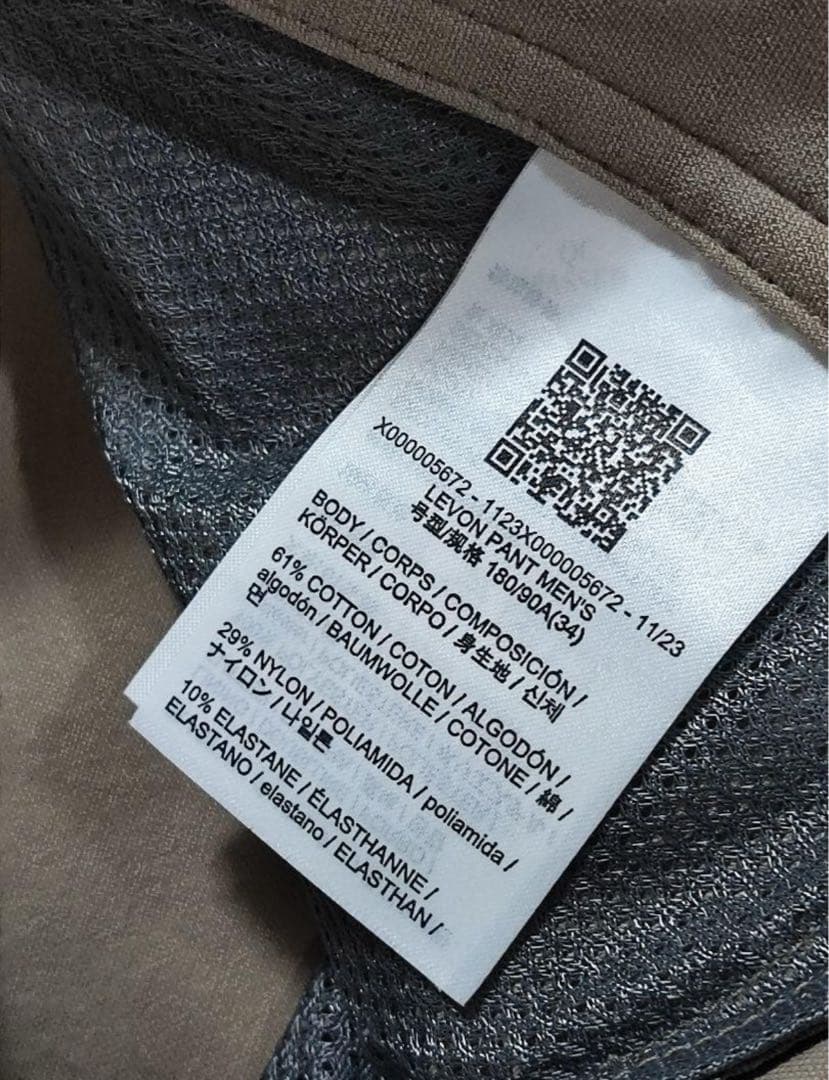 X000005672 - 1123X000005672 - 11/23
LEVON PANT MEN'S
号型/规格 180/90A(34)
BODY / CORPS / COMPOSICIÓN /
KÖRPER / CORPO / 身生地 / 신체
61% COTTON / COTON / ALGODÓN /
algodón / BAUMWOLLE / COTONE / 綿 /
면
29% NYLON / POLIAMIDA / poliamida /
ナイロン / 나일론
10% ELASTANE / ÉLASTHANNE /
ELASTANO / elastano / ELASTHAN /